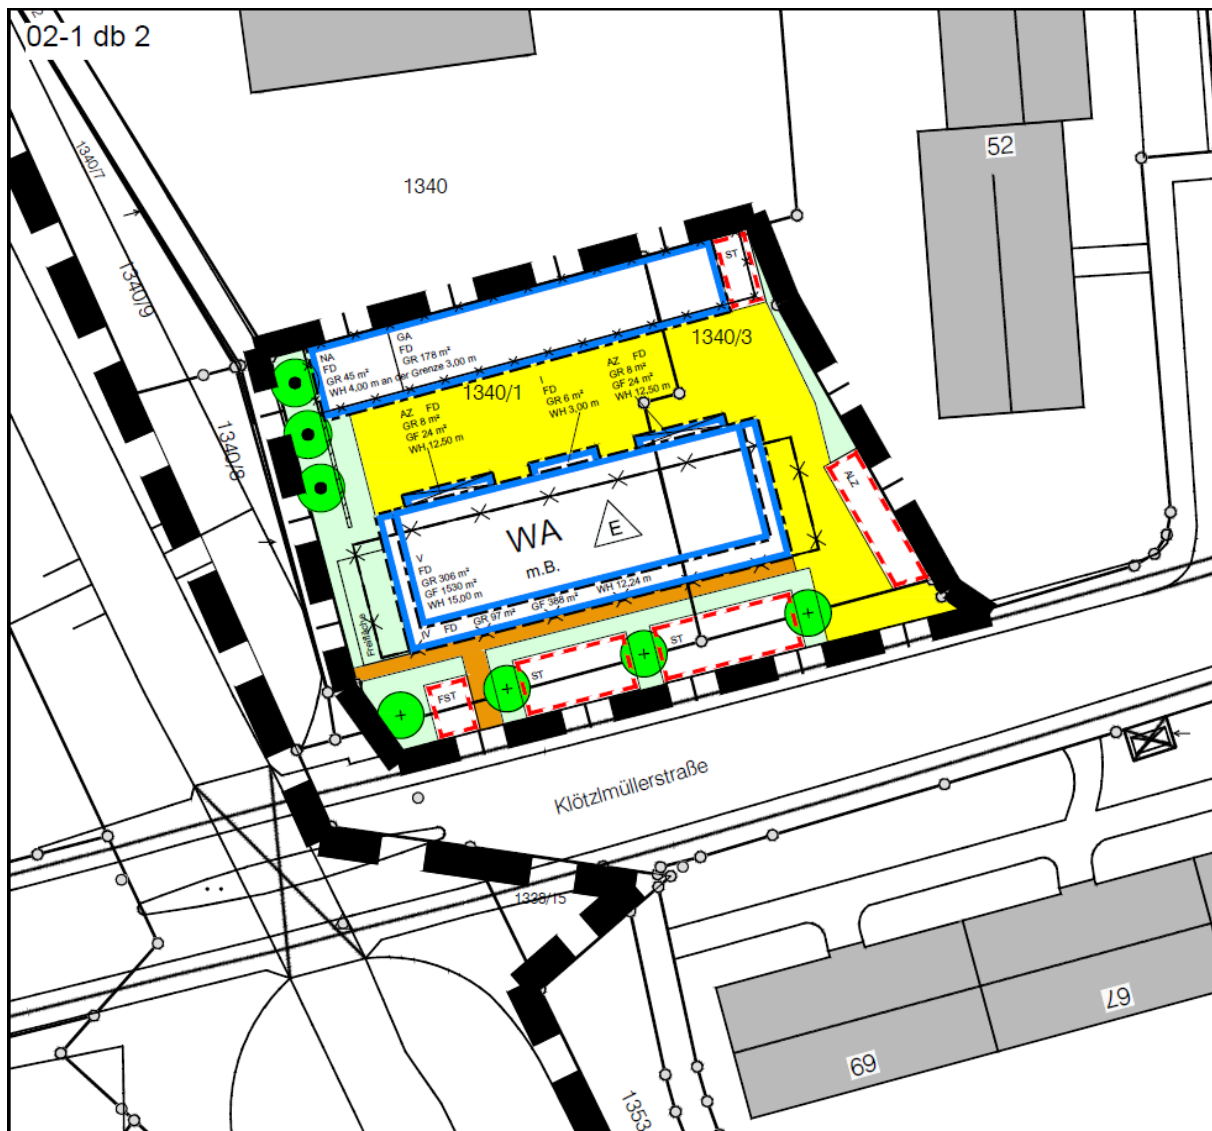 02-1 db 2
52
1340/7
1340
1340/9
ST
1340/3
GA
FD
GR 178 m²
NA
FD
GR 45 m²
WH 4,00 m an der Grenze 3,00 m
1340/1
AZ FD
GR 8 m²
GF 24 m²
WH 12,50 m
I
FD
GR 6 m²
WH 3,00 m
AZ FD
GR 8 m²
GF 24 m²
WH 12,50 m
1340/8
ALZ
WA
E
m.B.
V
FD
GR 306 m²
GF 1530 m²
WH 15,00 m
IV FD GR 97 m² GF 388 m² WH 12,24 m
Freifläche
ST
ST
FST
Klötzlmüllerstraße
1338/15
67
69
1353